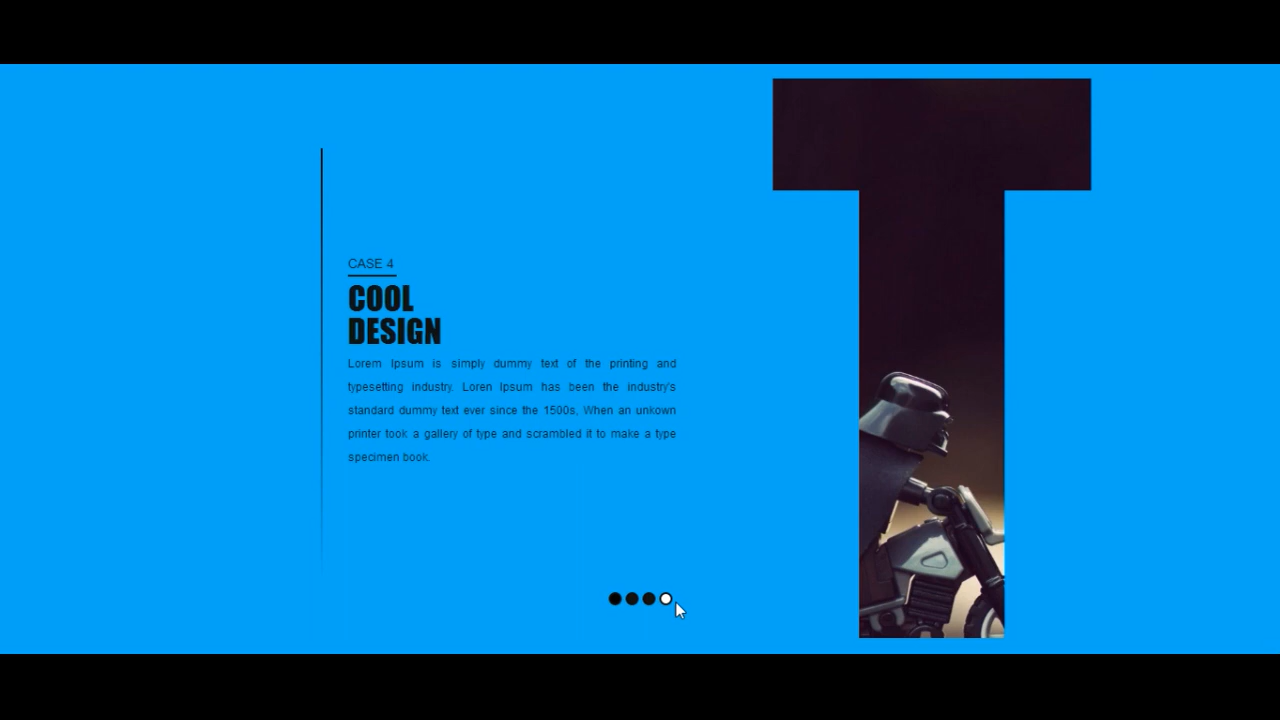 CASE 4
COOL
DESIGN
Lorem Ipsum is simply dummy text of the printing and
typesetting industry. Loren Ipsum has been the industry's
standard dummy text ever since the 1500s, When an unkown
printer took a gallery of type and scrambled it to make a type
specimen book.
T